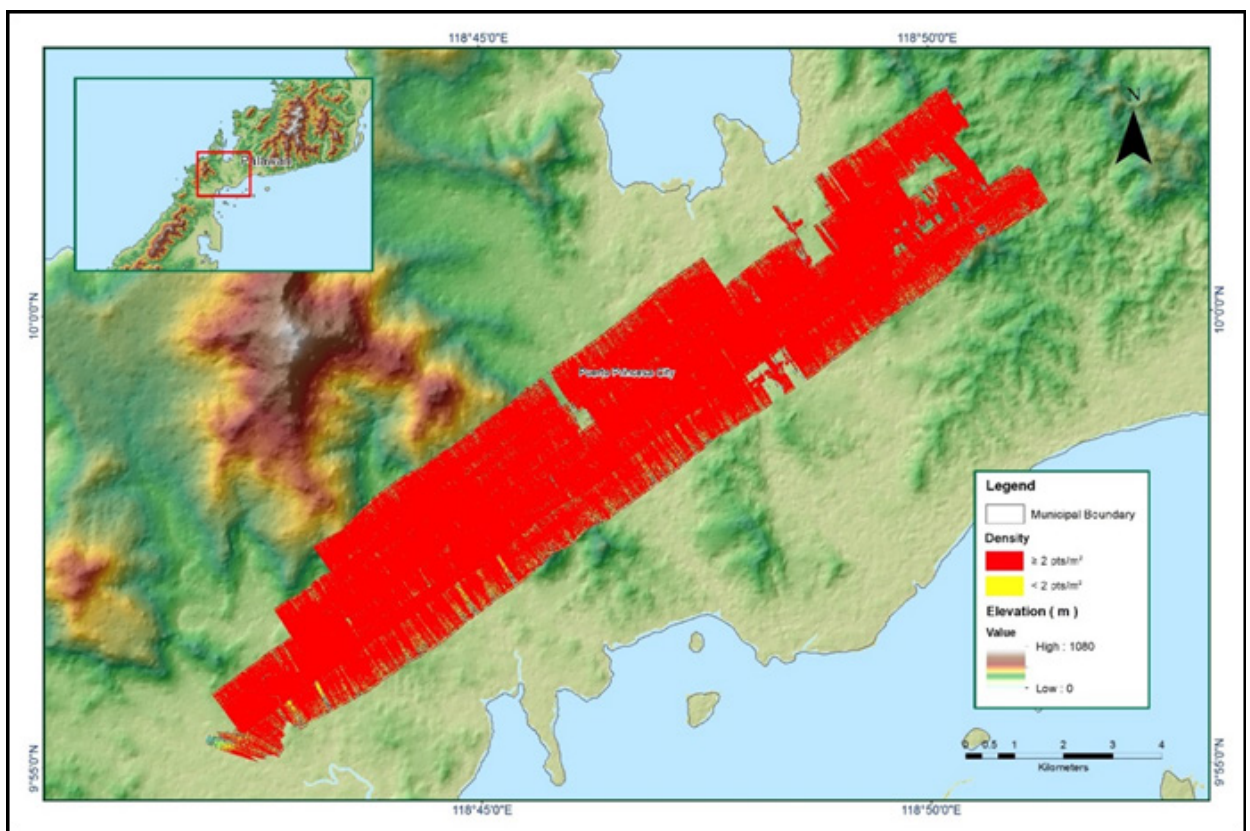 118°45'0"E
118°50'0"E
N
Palawan
10°0'0"N
10°0'0"N
Puerto Princesa City
Legend
Municipal Boundary
Density
≥ 2 pts/m²
< 2 pts/m²
Elevation ( m )
Value
High : 1080
Low : 0
0 0.5 1 2 3 4
Kilometers
9°55'0"N
9°55'0"N
118°45'0"E
118°50'0"E